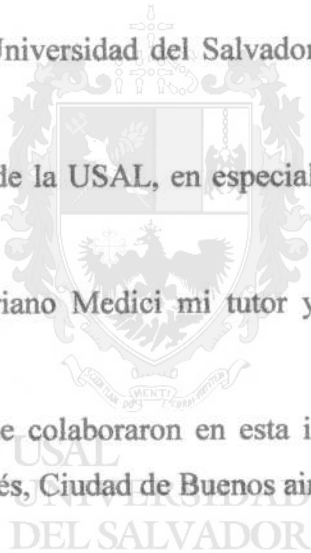 Universidad del Salvador
de la USAL, en especial
riano Medici mi tutor y
MENTI
e colaboraron en esta i
USAL
és, Ciudad de Buenos air
UNIVERSIDAD
DEL SALVADOR